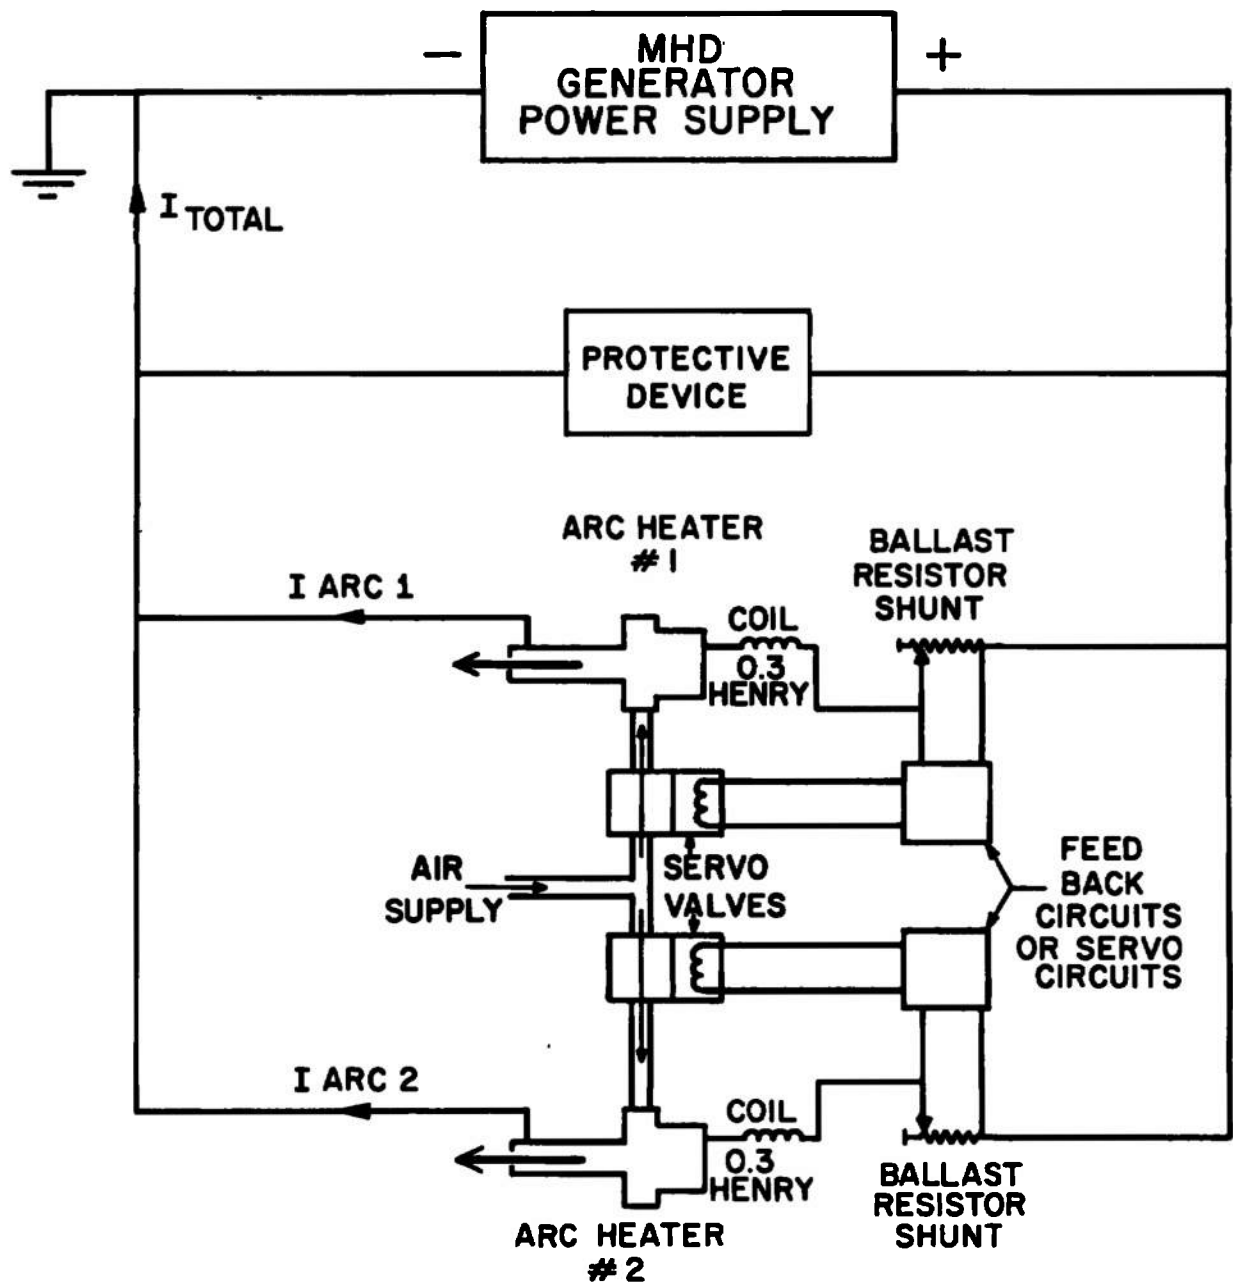 − MHD +
GENERATOR
POWER SUPPLY
I TOTAL
PROTECTIVE
DEVICE
ARC HEATER
#1
BALLAST
RESISTOR
SHUNT
I ARC 1
COIL
0.3
HENRY
AIR
SUPPLY
SERVO
VALVES
FEED
BACK
CIRCUITS
OR SERVO
CIRCUITS
I ARC 2
COIL
0.3
HENRY
BALLAST
RESISTOR
SHUNT
ARC HEATER
#2